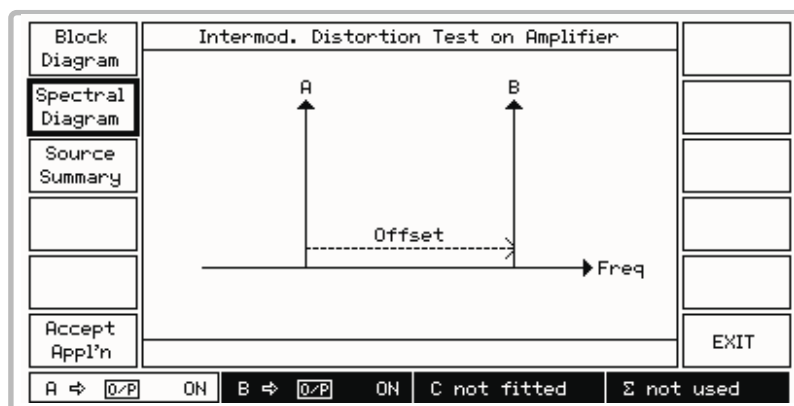 Block
Diagram
Spectral
Diagram
Source
Summary
Accept
Appl'n
Intermod. Distortion Test on Amplifier
A
B
Offset
Freq
EXIT
A ⇨ O/P ON
B ⇨ O/P ON
C not fitted
Σ not used